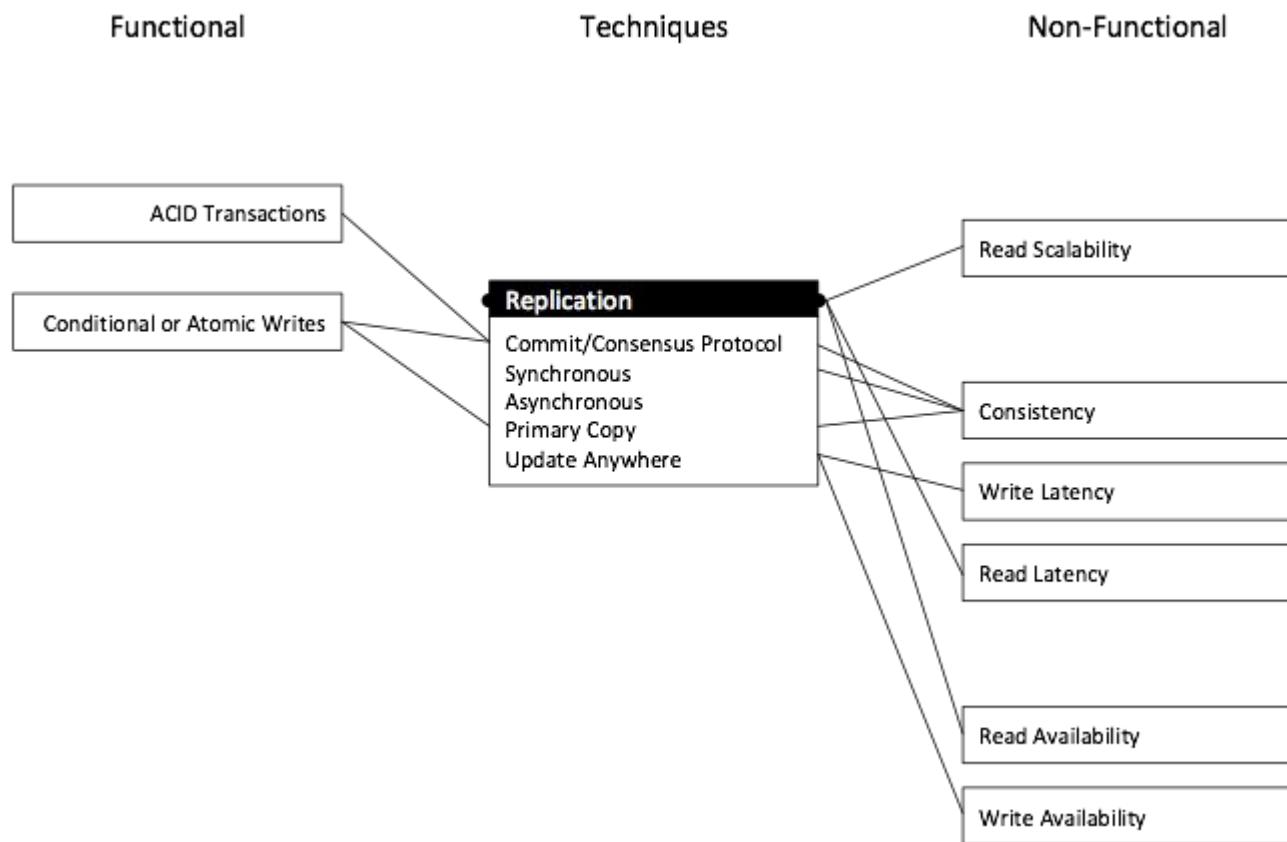 Functional
Techniques
Non-Functional
ACID Transactions
Conditional or Atomic Writes
Replication
Commit/Consensus Protocol
Synchronous
Asynchronous
Primary Copy
Update Anywhere
Read Scalability
Consistency
Write Latency
Read Latency
Read Availability
Write Availability